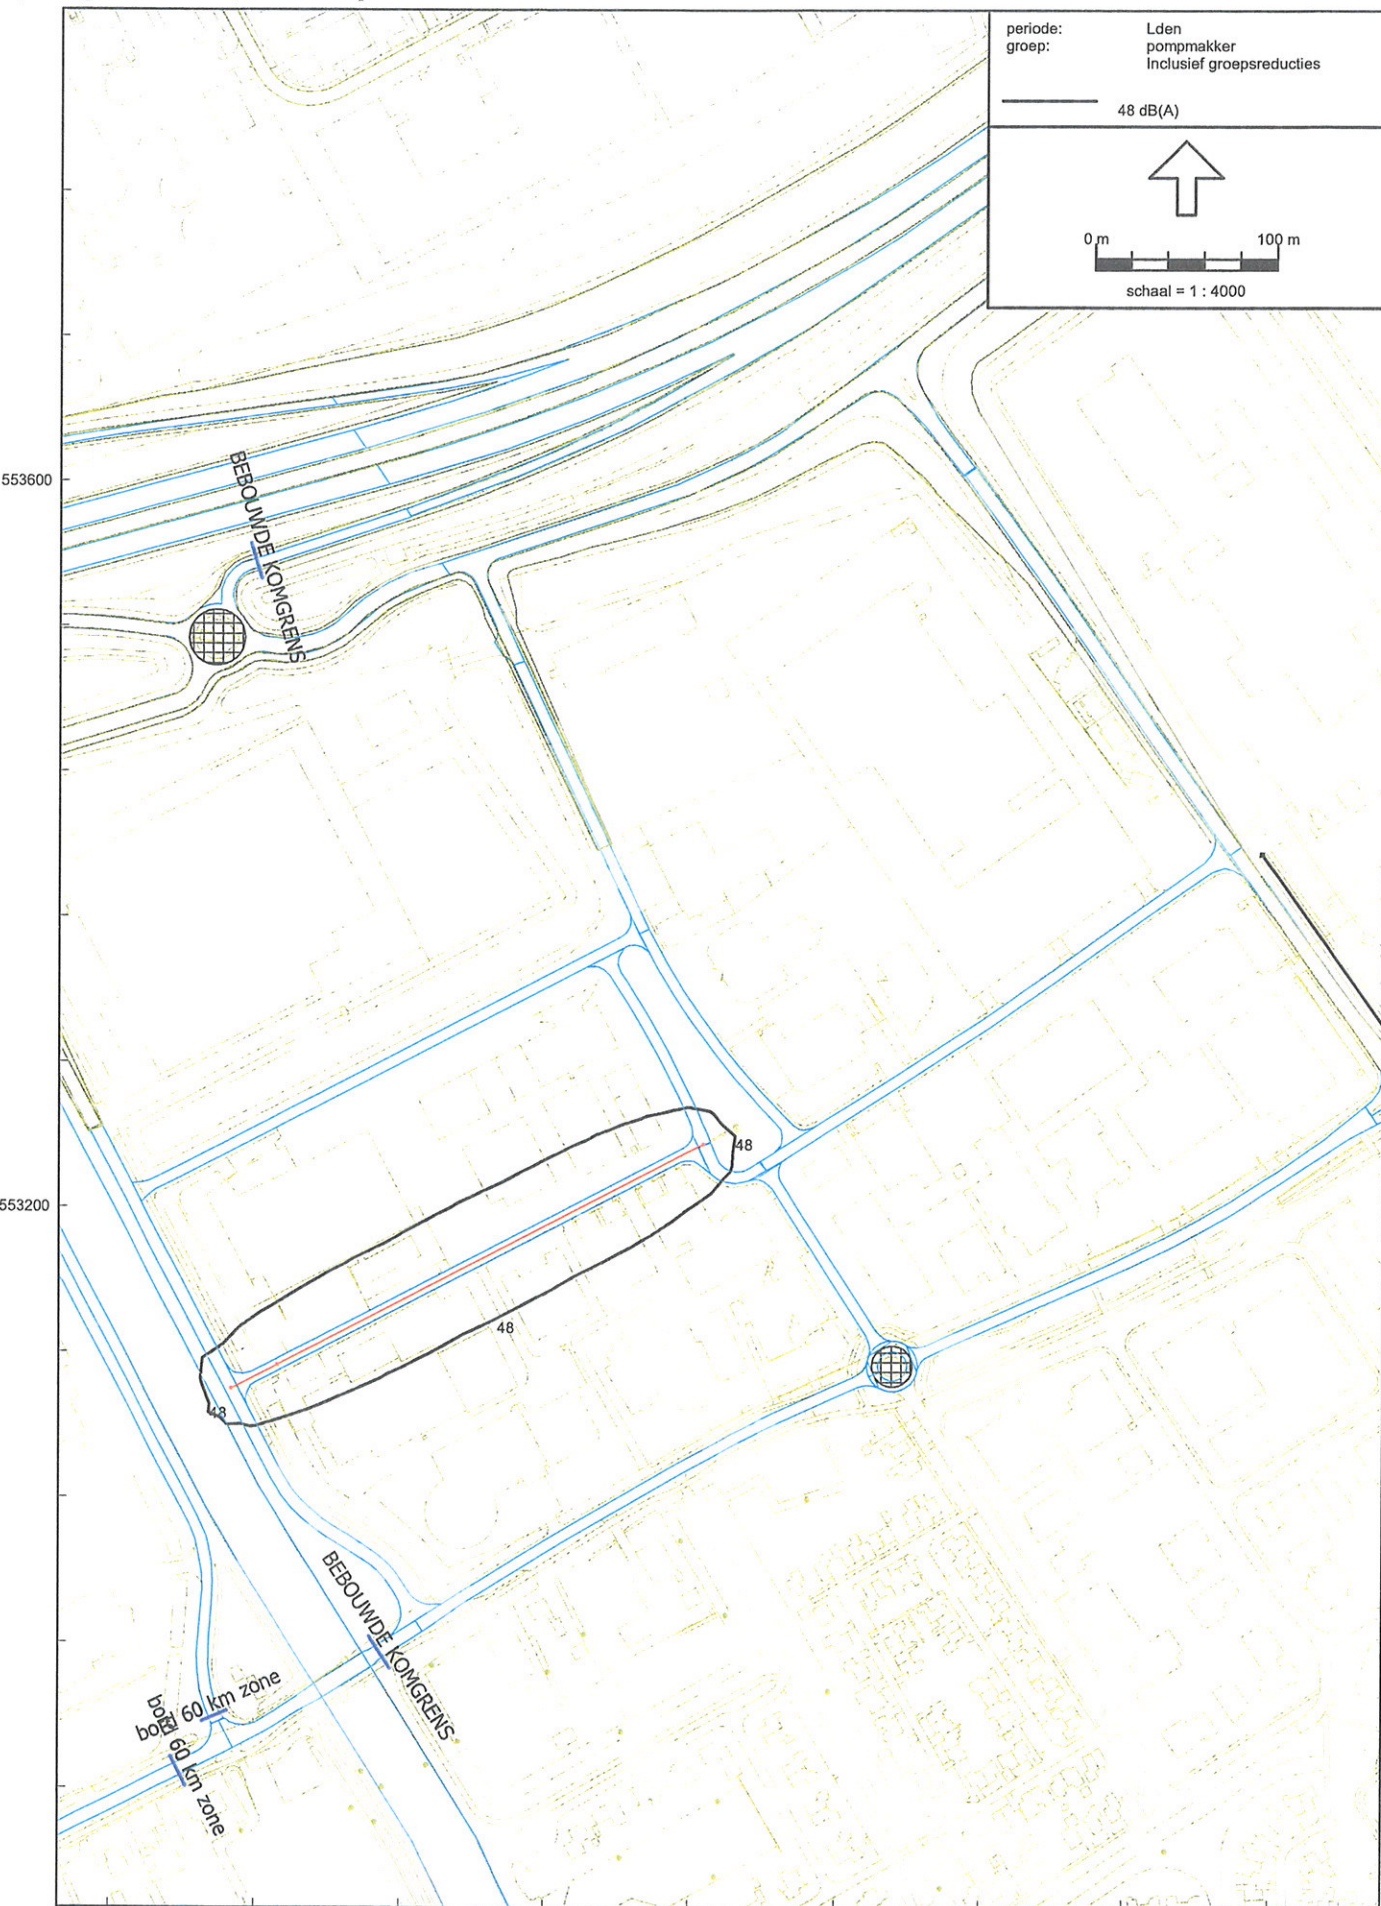 periode: Lden
groep: pompmakker
Inclusief groepsreducties
48 dB(A)
0 m 100 m
schaal = 1 : 4000
553600
BEBOUWDE KOMGRENS
48
553200
48
48
BEBOUWDE KOMGRENS
bord 60 km zone
bord 60 km zone